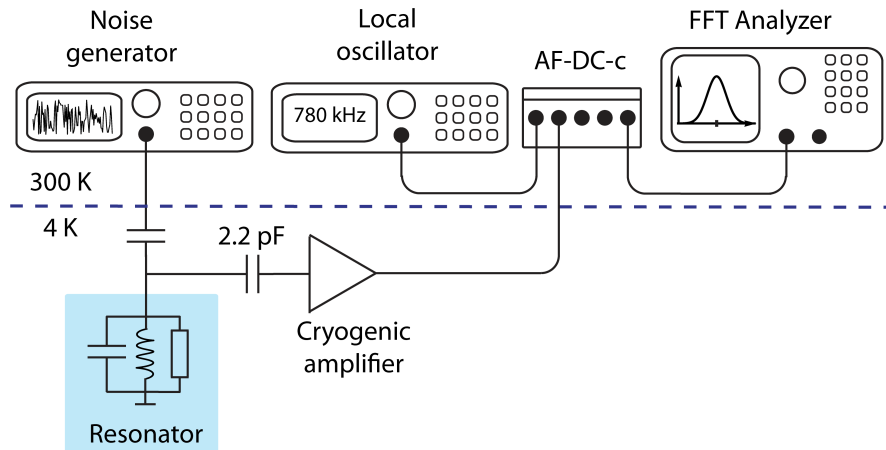 Noise
generator
Local
oscillator
AF-DC-c
FFT Analyzer
780 kHz
300 K
4 K
2.2 pF
Cryogenic
amplifier
Resonator